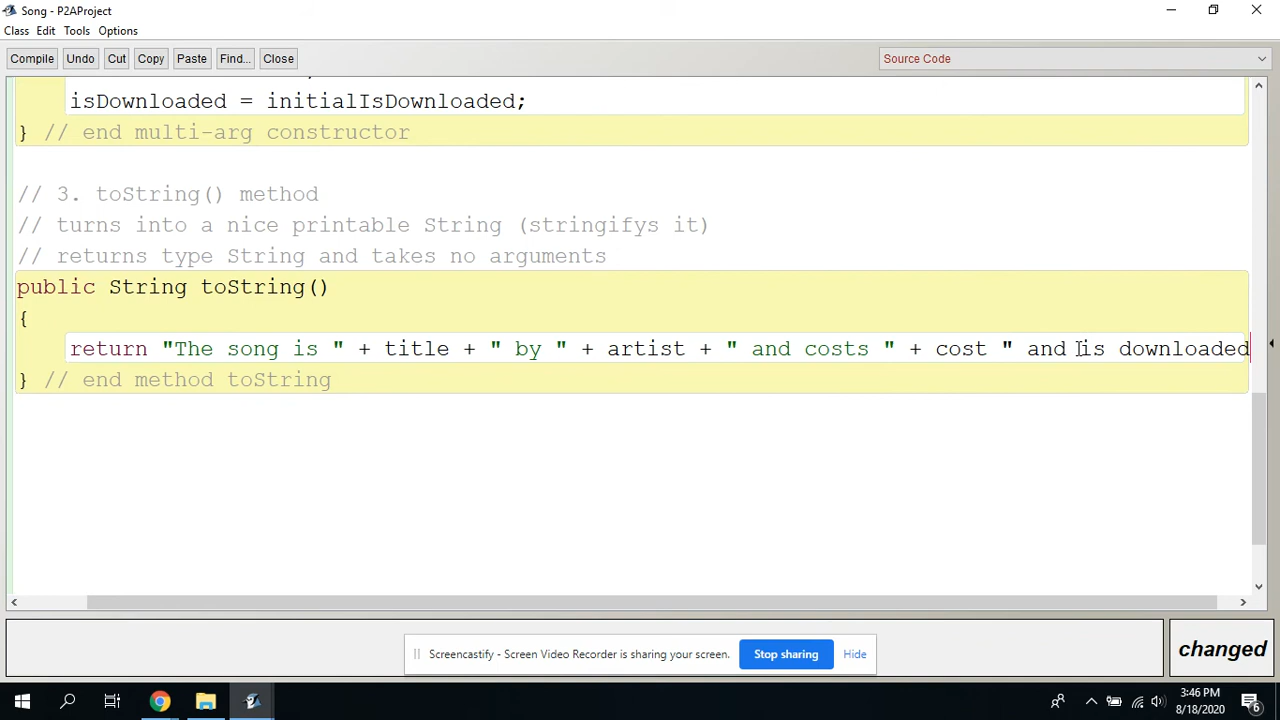 Song - P2AProject
Class Edit Tools Options
Compile Undo Cut Copy Paste Find... Close Source Code
isDownloaded = initialIsDownloaded;
} // end multi-arg constructor
// 3. toString() method
// turns into a nice printable String (stringifys it)
// returns type String and takes no arguments
public String toString()
{
return "The song is " + title + " by " + artist + " and costs " + cost " and is downloaded
} // end method toString
Screencastify - Screen Video Recorder is sharing your screen. Stop sharing Hide
changed
3:46 PM
8/18/2020
6